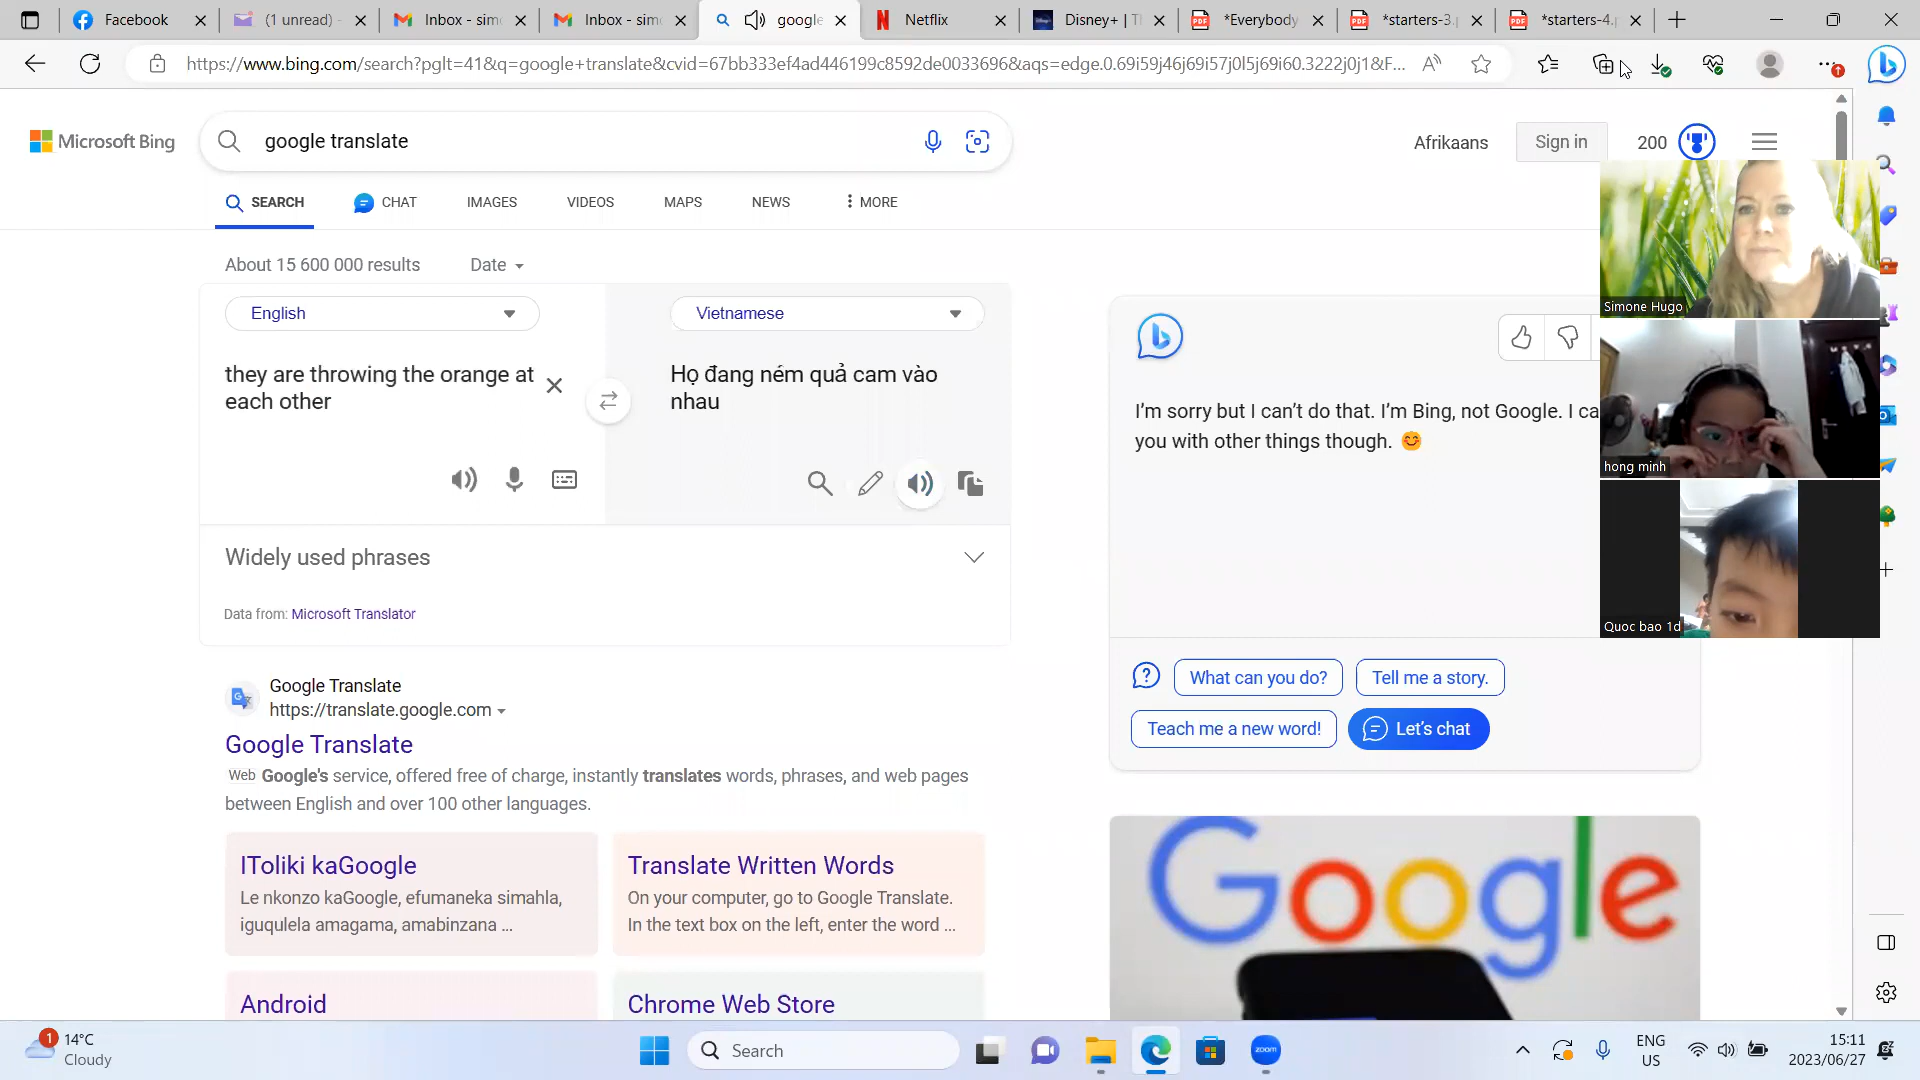 Facebook
(1 unread) -
Inbox - sim
Inbox - sim
google
Netflix
Disney+ | T
*Everybody
*starters-3.p
*starters-4.p
https://www.bing.com/search?pglt=41&q=google+translate&cvid=67bb333ef4ad446199c8592de0033696&aqs=edge.0.69i59j46j69i57j0l5j69i60.3222j0j1&F...
Microsoft Bing
google translate
Afrikaans
Sign in
200
SEARCH
CHAT
IMAGES
VIDEOS
MAPS
NEWS
MORE
About 15 600 000 results
Date
English
Vietnamese
they are throwing the orange at
each other
Họ đang ném quả cam vào
nhau
Widely used phrases
Data from: Microsoft Translator
I'm sorry but I can't do that. I'm Bing, not Google. I ca
you with other things though. 😊
What can you do?
Tell me a story.
Teach me a new word!
Let's chat
Simone Hugo
hong minh
Quoc bao 1d
Google Translate
https://translate.google.com
Google Translate
Web Google's service, offered free of charge, instantly translates words, phrases, and web pages
between English and over 100 other languages.
IToliki kaGoogle
Le nkonzo kaGoogle, efumaneka simahla,
iguqulela amagama, amabinzana ...
Translate Written Words
On your computer, go to Google Translate.
In the text box on the left, enter the word ...
Android
Chrome Web Store
Google
1
14°C
Cloudy
Search
zoom
ENG
US
15:11
2023/06/27